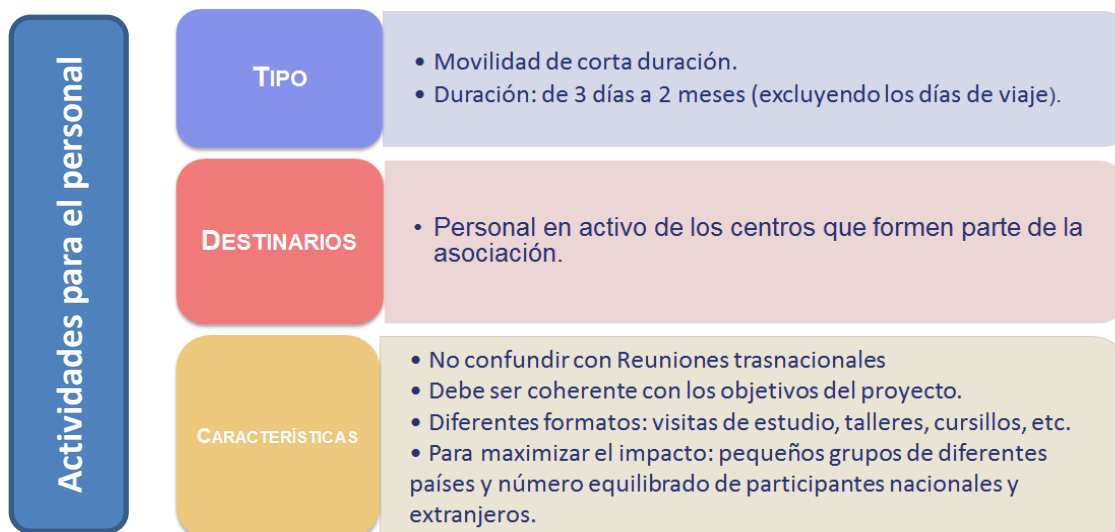 Actividades para el personal
TIPO
• Movilidad de corta duración.
• Duración: de 3 días a 2 meses (excluyendo los días de viaje).
DESTINARIOS
• Personal en activo de los centros que formen parte de la
asociación.
CARACTERÍSTICAS
• No confundir con Reuniones trasnacionales
• Debe ser coherente con los objetivos del proyecto.
• Diferentes formatos: visitas de estudio, talleres, cursillos, etc.
• Para maximizar el impacto: pequeños grupos de diferentes
países y número equilibrado de participantes nacionales y
extranjeros.